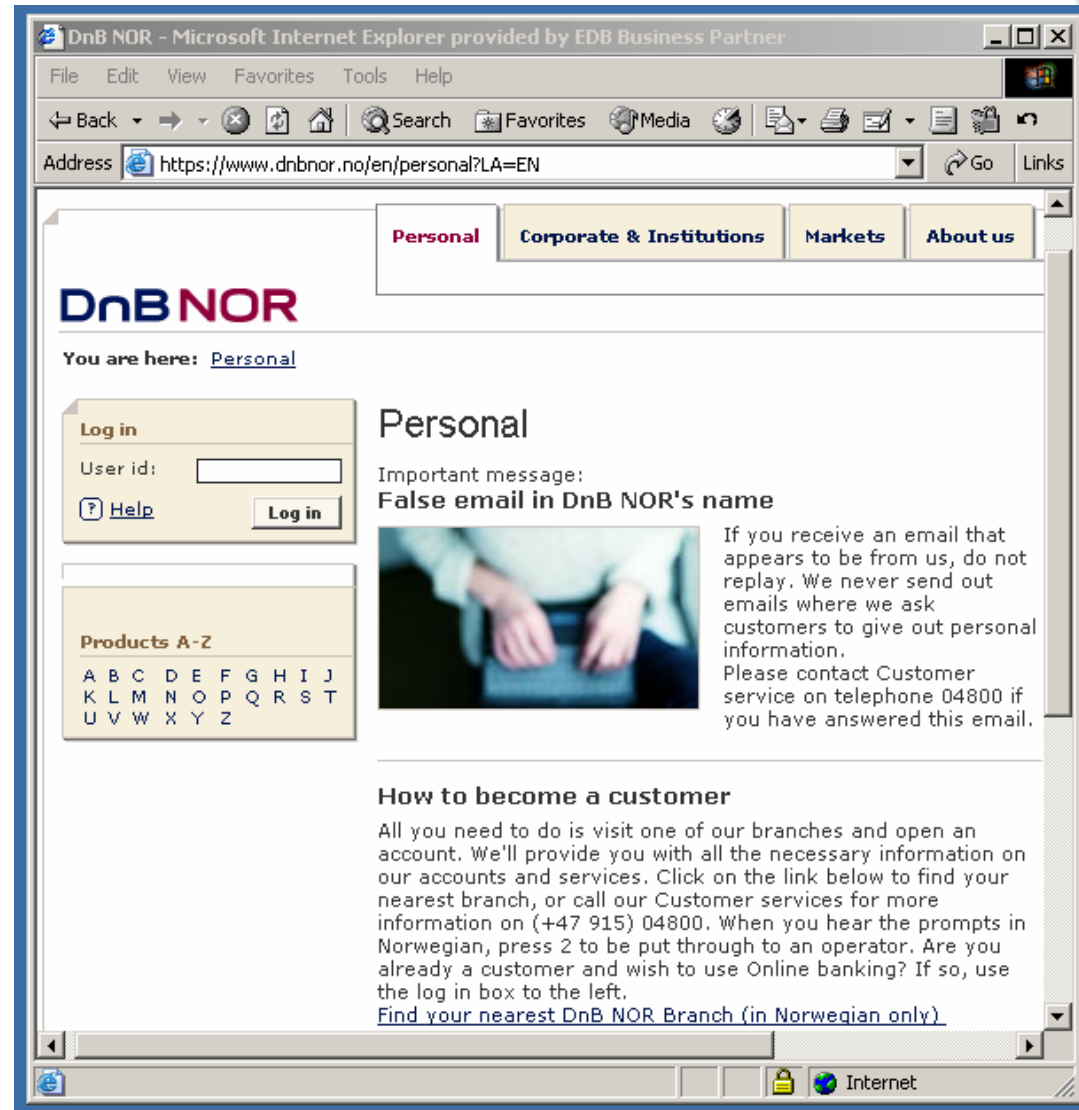 DnB NOR - Microsoft Internet Explorer provided by EDB Business Partner
File Edit View Favorites Tools Help
Back Search Favorites Media
Address https://www.dnbnor.no/en/personal?LA=EN Go Links
Personal Corporate & Institutions Markets About us
DnB NOR
You are here: Personal
Log in
User id:
? Help Log in
Products A-Z
A B C D E F G H I J
K L M N O P Q R S T
U V W X Y Z
Personal
Important message:
False email in DnB NOR's name
If you receive an email that
appears to be from us, do not
replay. We never send out
emails where we ask
customers to give out personal
information.
Please contact Customer
service on telephone 04800 if
you have answered this email.
How to become a customer
All you need to do is visit one of our branches and open an
account. We'll provide you with all the necessary information on
our accounts and services. Click on the link below to find your
nearest branch, or call our Customer services for more
information on (+47 915) 04800. When you hear the prompts in
Norwegian, press 2 to be put through to an operator. Are you
already a customer and wish to use Online banking? If so, use
the log in box to the left.
Find your nearest DnB NOR Branch (in Norwegian only)
Internet